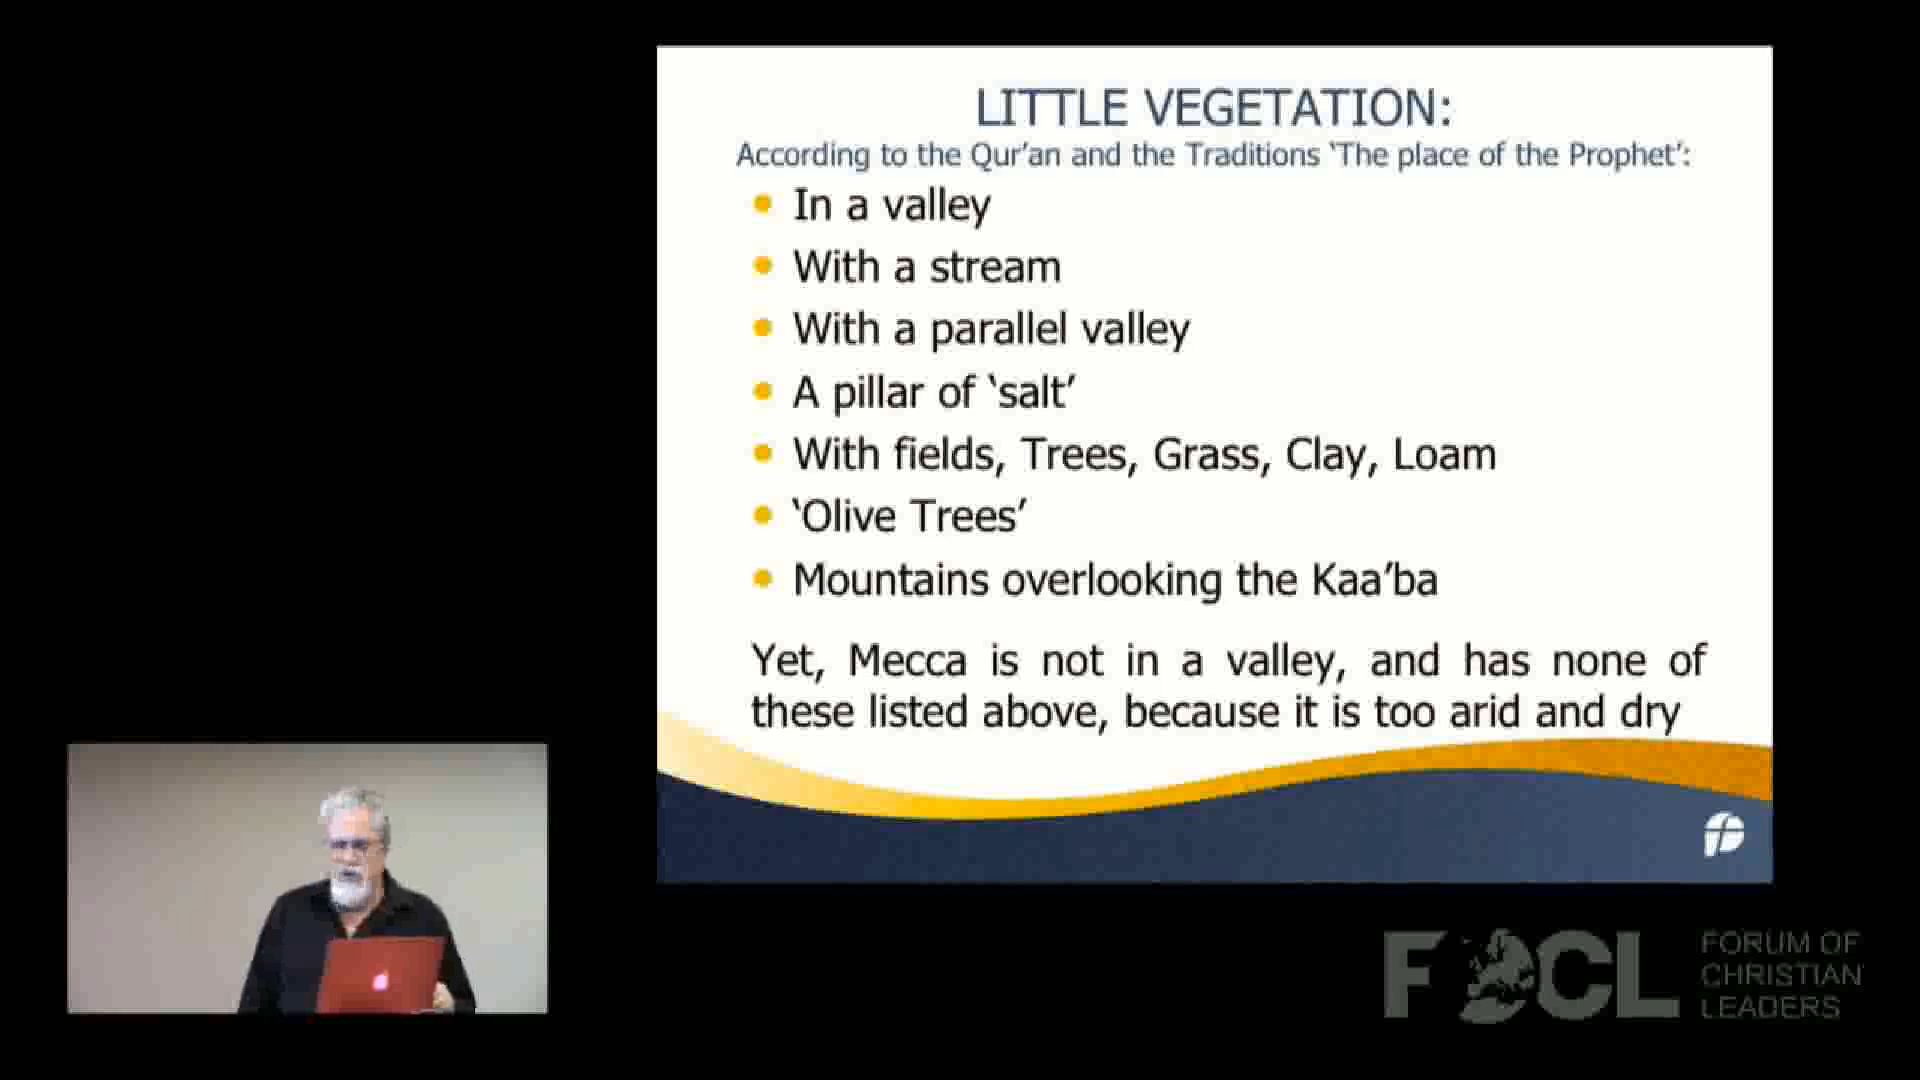 LITTLE VEGETATION:
According to the Qur’an and the Traditions ‘The place of the Prophet’:
• In a valley
• With a stream
• With a parallel valley
• A pillar of ‘salt’
• With fields, Trees, Grass, Clay, Loam
• ‘Olive Trees’
• Mountains overlooking the Kaa’ba
Yet, Mecca is not in a valley, and has none of
these listed above, because it is too arid and dry
FOCL
FORUM OF
CHRISTIAN
LEADERS